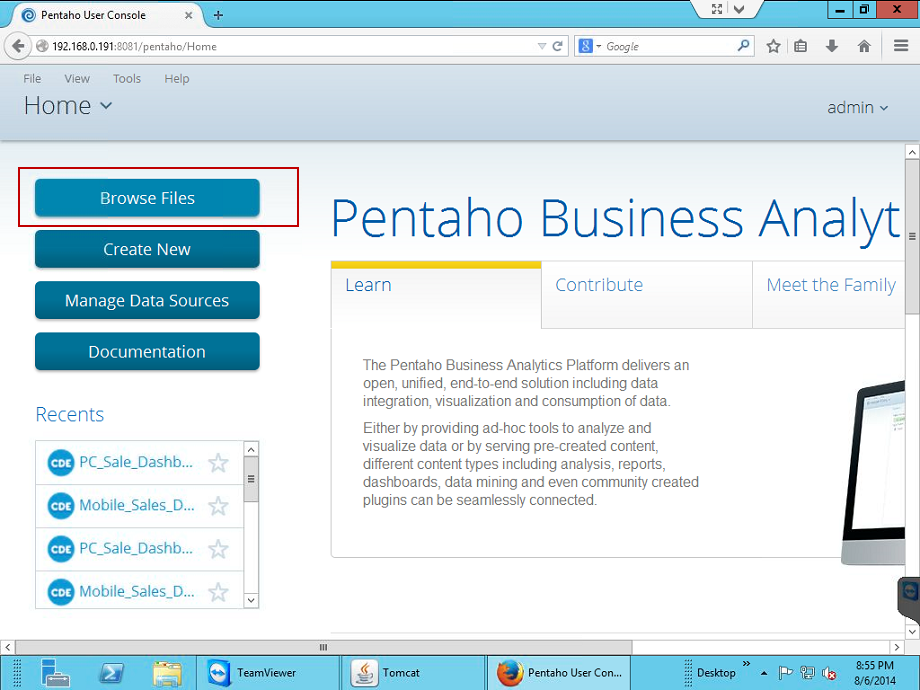 Pentaho User Console
192.168.0.191:8081/pentaho/Home
Google
File View Tools Help
Home
admin
Browse Files
Create New
Manage Data Sources
Documentation
Recents
CDE PC_Sale_Dashb...
CDE Mobile_Sales_D...
CDE PC_Sale_Dashb...
CDE Mobile_Sales_D...
Pentaho Business Analyt
Learn
Contribute
Meet the Family
The Pentaho Business Analytics Platform delivers an
open, unified, end-to-end solution including data
integration, visualization and consumption of data.
Either by providing ad-hoc tools to analyze and
visualize data or by serving pre-created content,
different content types including analysis, reports,
dashboards, data mining and even community created
plugins can be seamlessly connected.
TeamViewer
Tomcat
Pentaho User Con...
Desktop
8:55 PM
8/6/2014